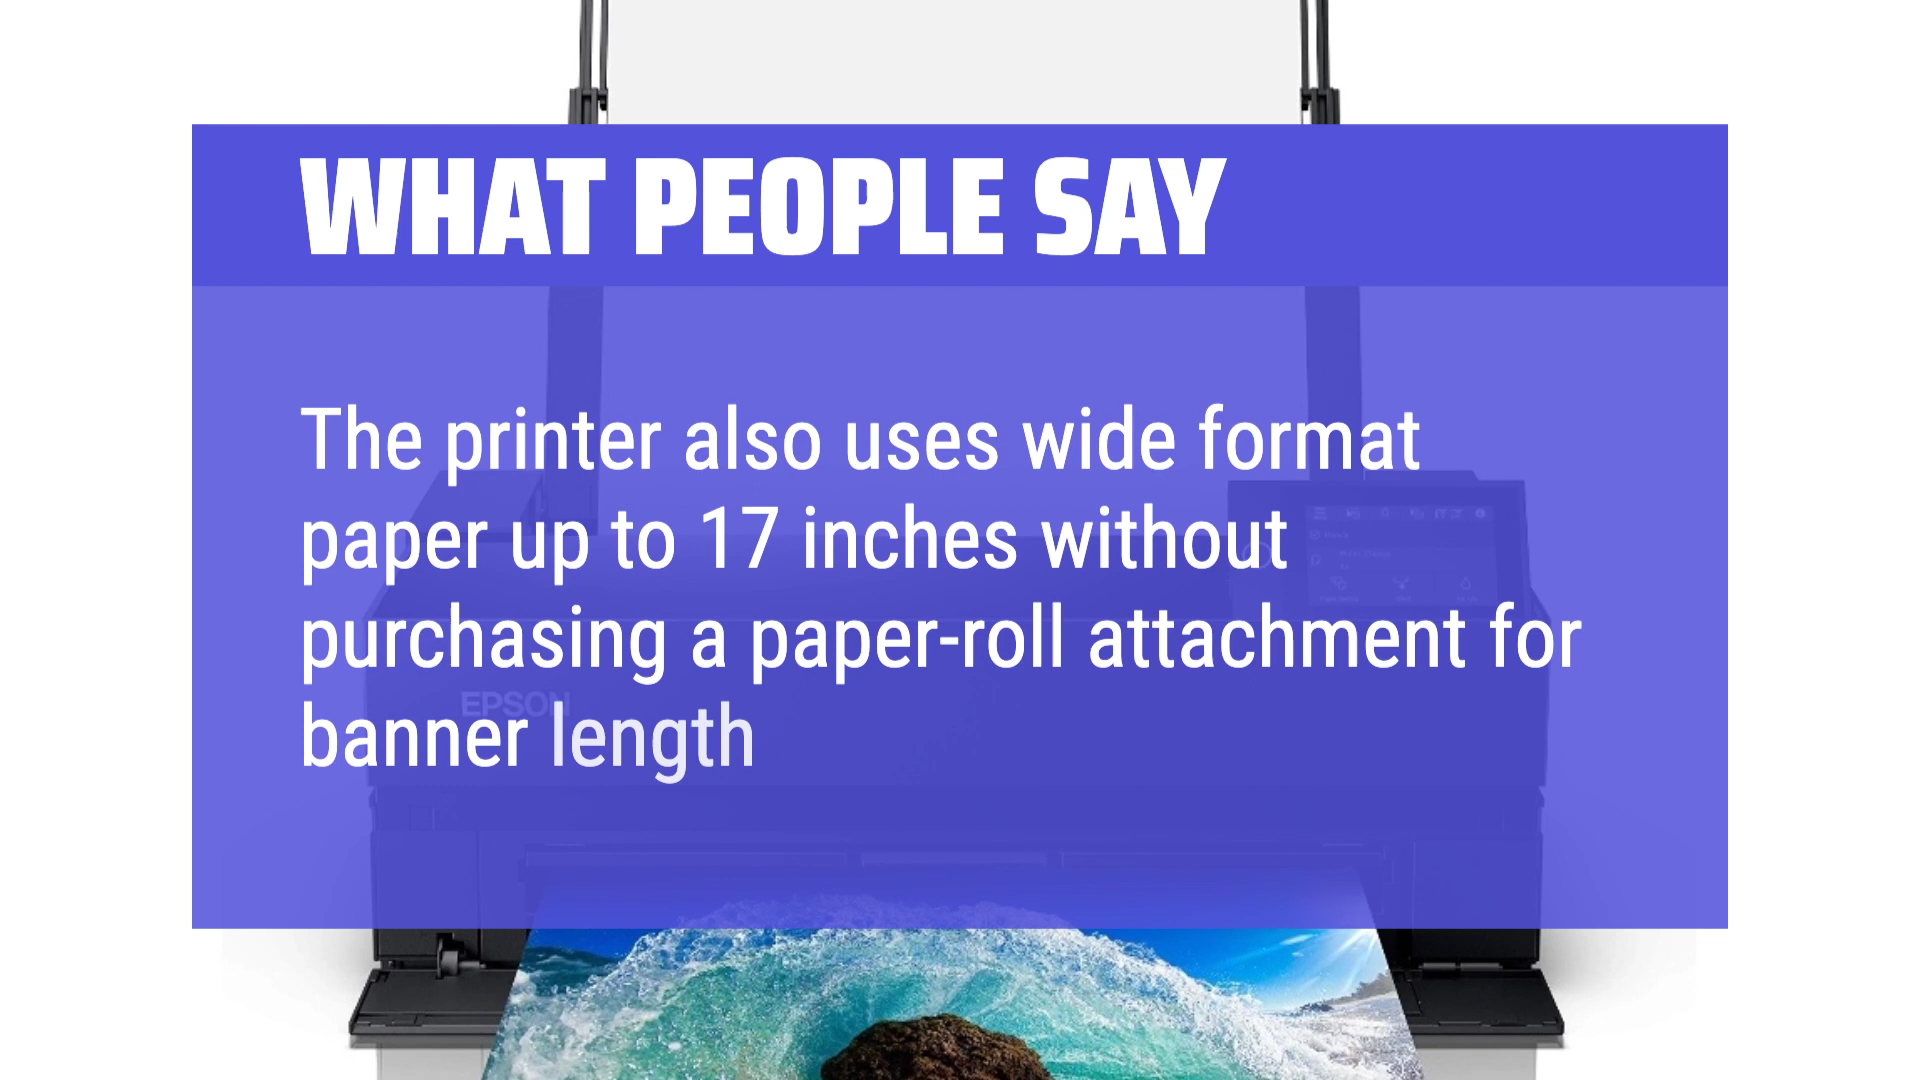 WHAT PEOPLE SAY
The printer also uses wide format
paper up to 17 inches without
purchasing a paper-roll attachment for
EPSON
banner length